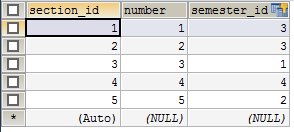 section_id number semester_id
1 1 3
2 2 3
3 3 1
4 4 4
5 5 2
* (Auto) (NULL) (NULL)